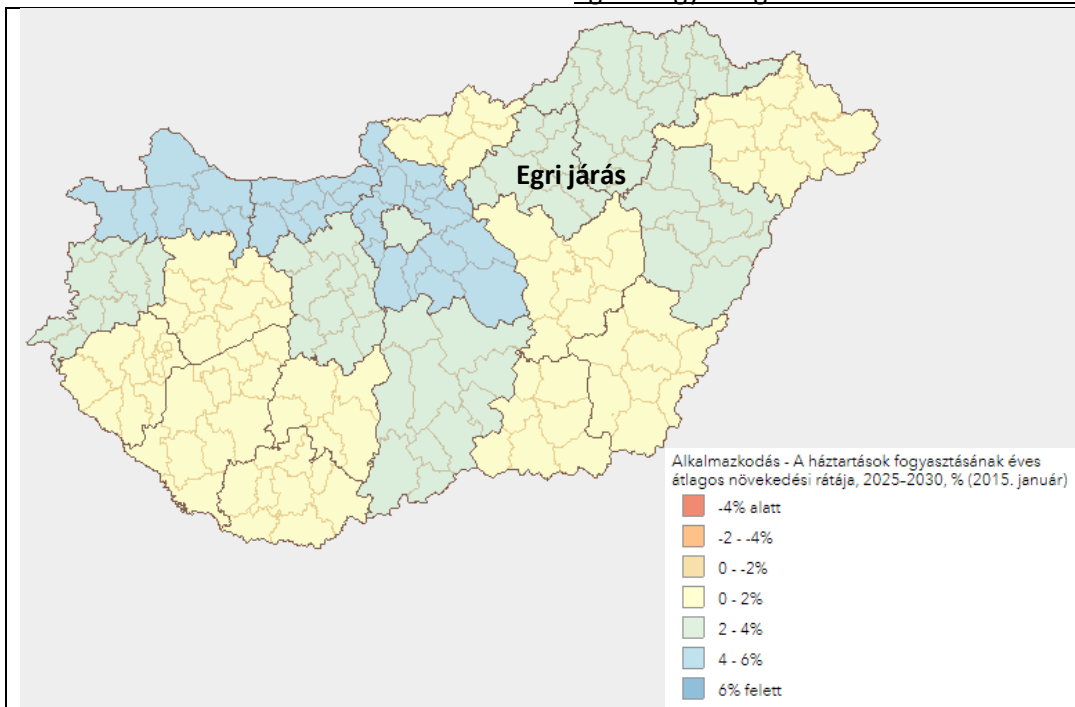 Egri járás
Alkalmazkodás - A háztartások fogyasztásának éves
átlagos növekedési rátája, 2025-2030, % (2015. január)
-4% alatt
-2 - -4%
0 - -2%
0 - 2%
2 - 4%
4 - 6%
6% felett